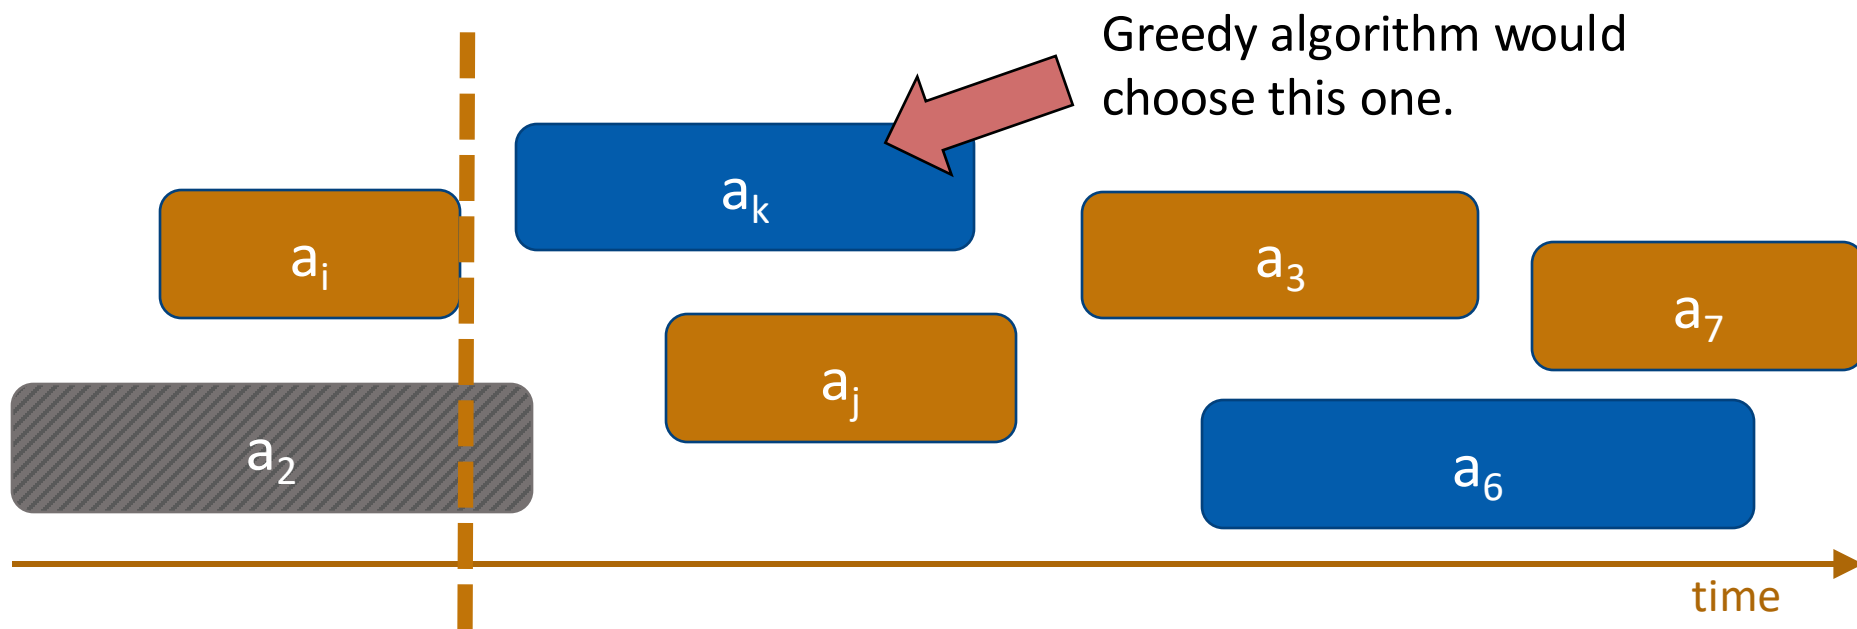 Greedy algorithm would
choose this one.
aₖ
aᵢ
a₃
a₇
aⱼ
a₂
a₆
time